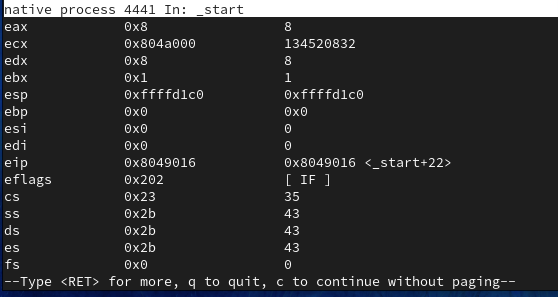 native process 4441 In: _start
eax 0x8 8
ecx 0x804a000 134520832
edx 0x8 8
ebx 0x1 1
esp 0xffffd1c0 0xffffd1c0
ebp 0x0 0x0
esi 0x0 0
edi 0x0 0
eip 0x8049016 0x8049016 <_start+22>
eflags 0x202 [ IF ]
cs 0x23 35
ss 0x2b 43
ds 0x2b 43
es 0x2b 43
fs 0x0 0
--Type <RET> for more, q to quit, c to continue without paging--